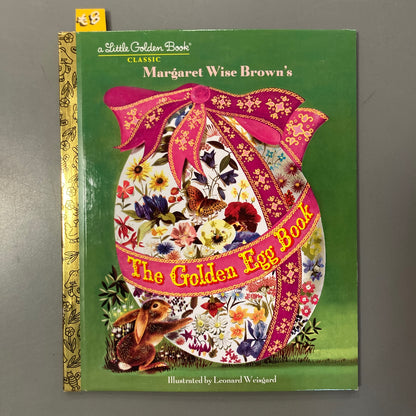 €8
a Little Golden Book®
CLASSIC
Margaret Wise Brown's
The Golden Egg Book
Illustrated by Leonard Weisgard